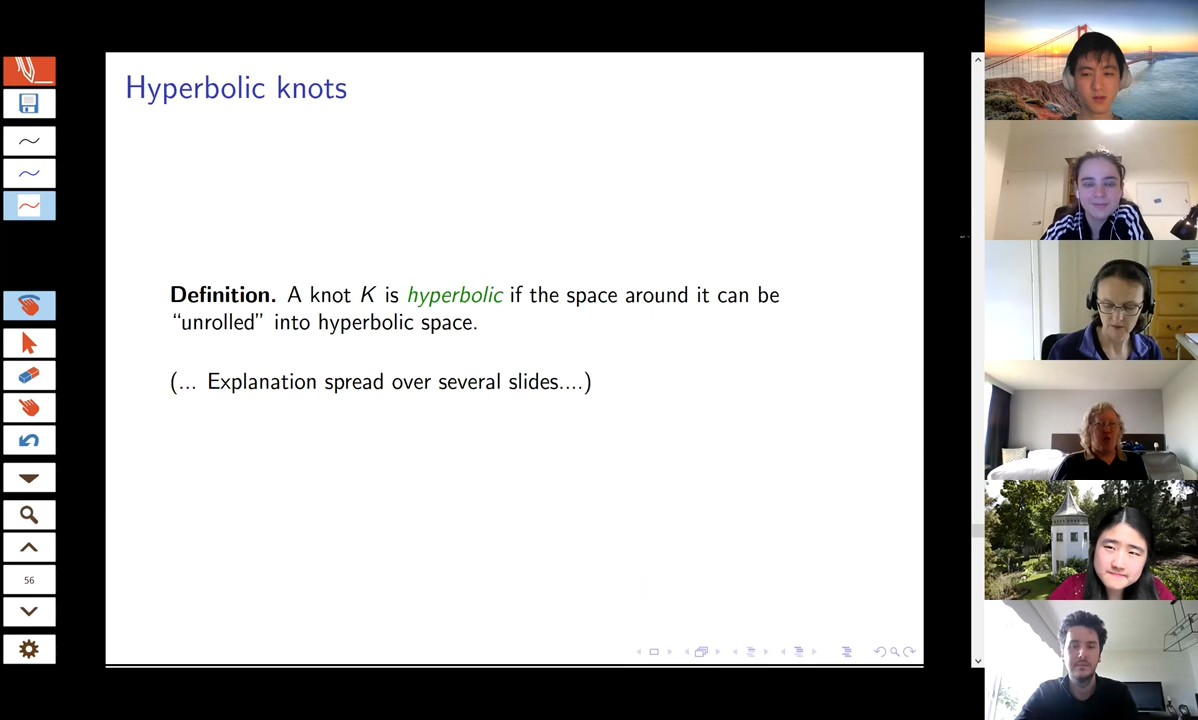 Hyperbolic knots
Definition. A knot K is hyperbolic if the space around it can be
“unrolled” into hyperbolic space.
(... Explanation spread over several slides....)
56